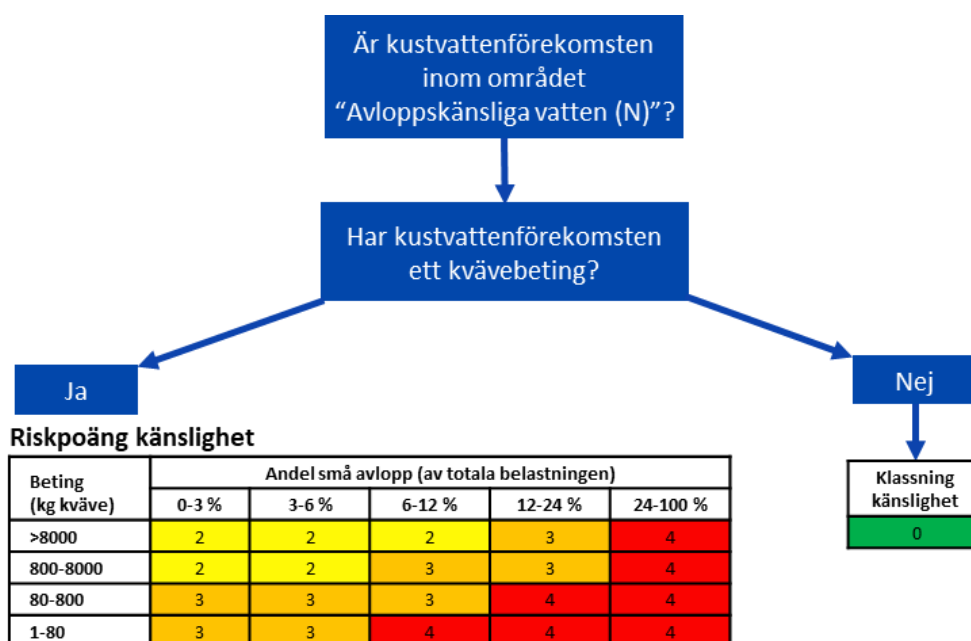 Är kustvattenförekomsten
inom området
“Avloppskänsliga vatten (N)”?
Har kustvattenförekomsten
ett kvävebeting?
Ja
Nej
Riskpoäng känslighet
Beting
(kg kväve)
Andel små avlopp (av totala belastningen)
0-3 % 3-6 % 6-12 % 12-24 % 24-100 %
>8000 2 2 2 3 4
800-8000 2 2 3 3 4
80-800 3 3 3 4 4
1-80 3 3 4 4 4
Klassning
känslighet
0